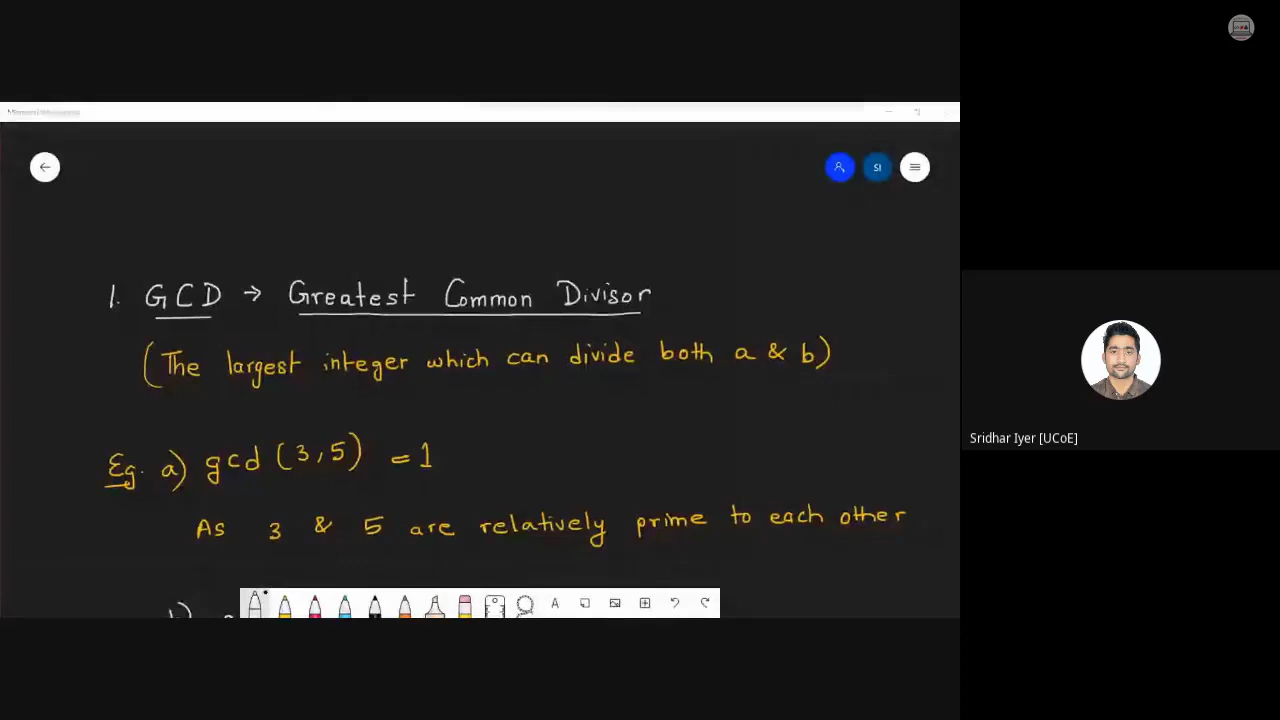 SI
1. GCD → Greatest Common Divisor
(The largest integer which can divide both a & b)
Eg. a) gcd (3,5) = 1
As 3 & 5 are relatively prime to each other
A
Sridhar Iyer [UCoE]